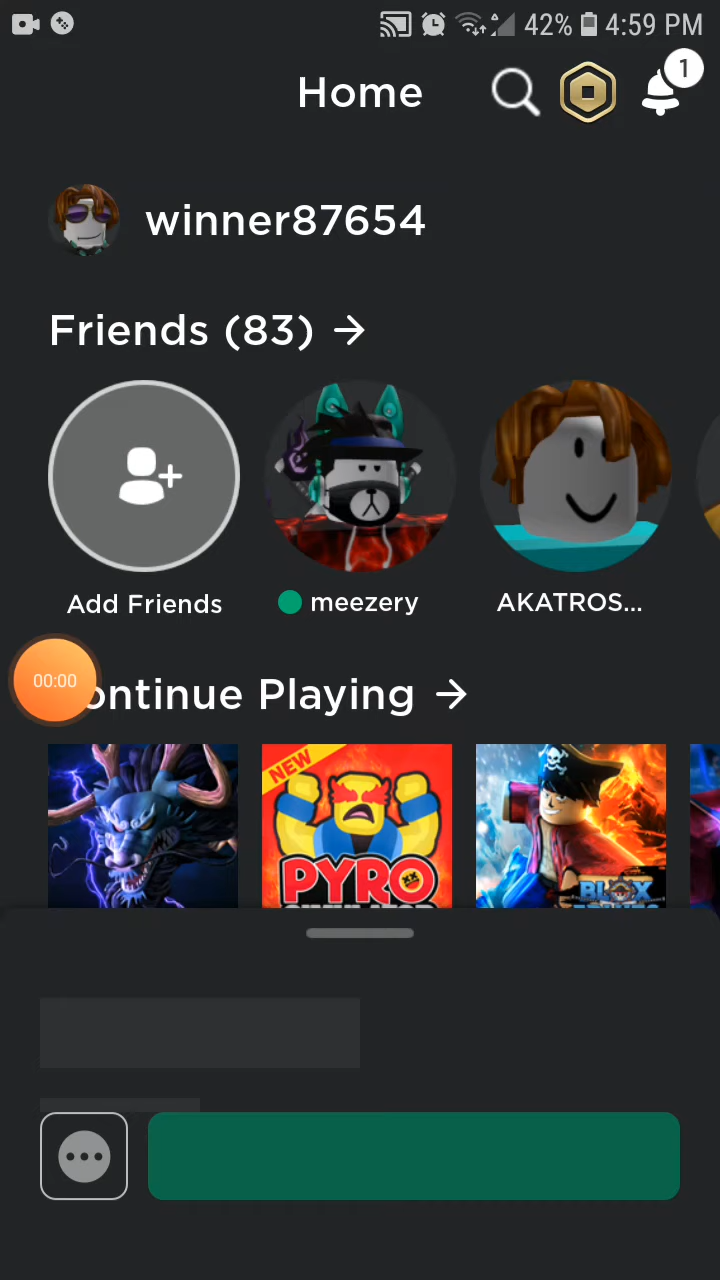 42% 4:59 PM
Home
1
winner87654
Friends (83)
Add Friends
meezery
AKATROS...
00:00
ontinue Playing
NEW
PYRO
BLOX